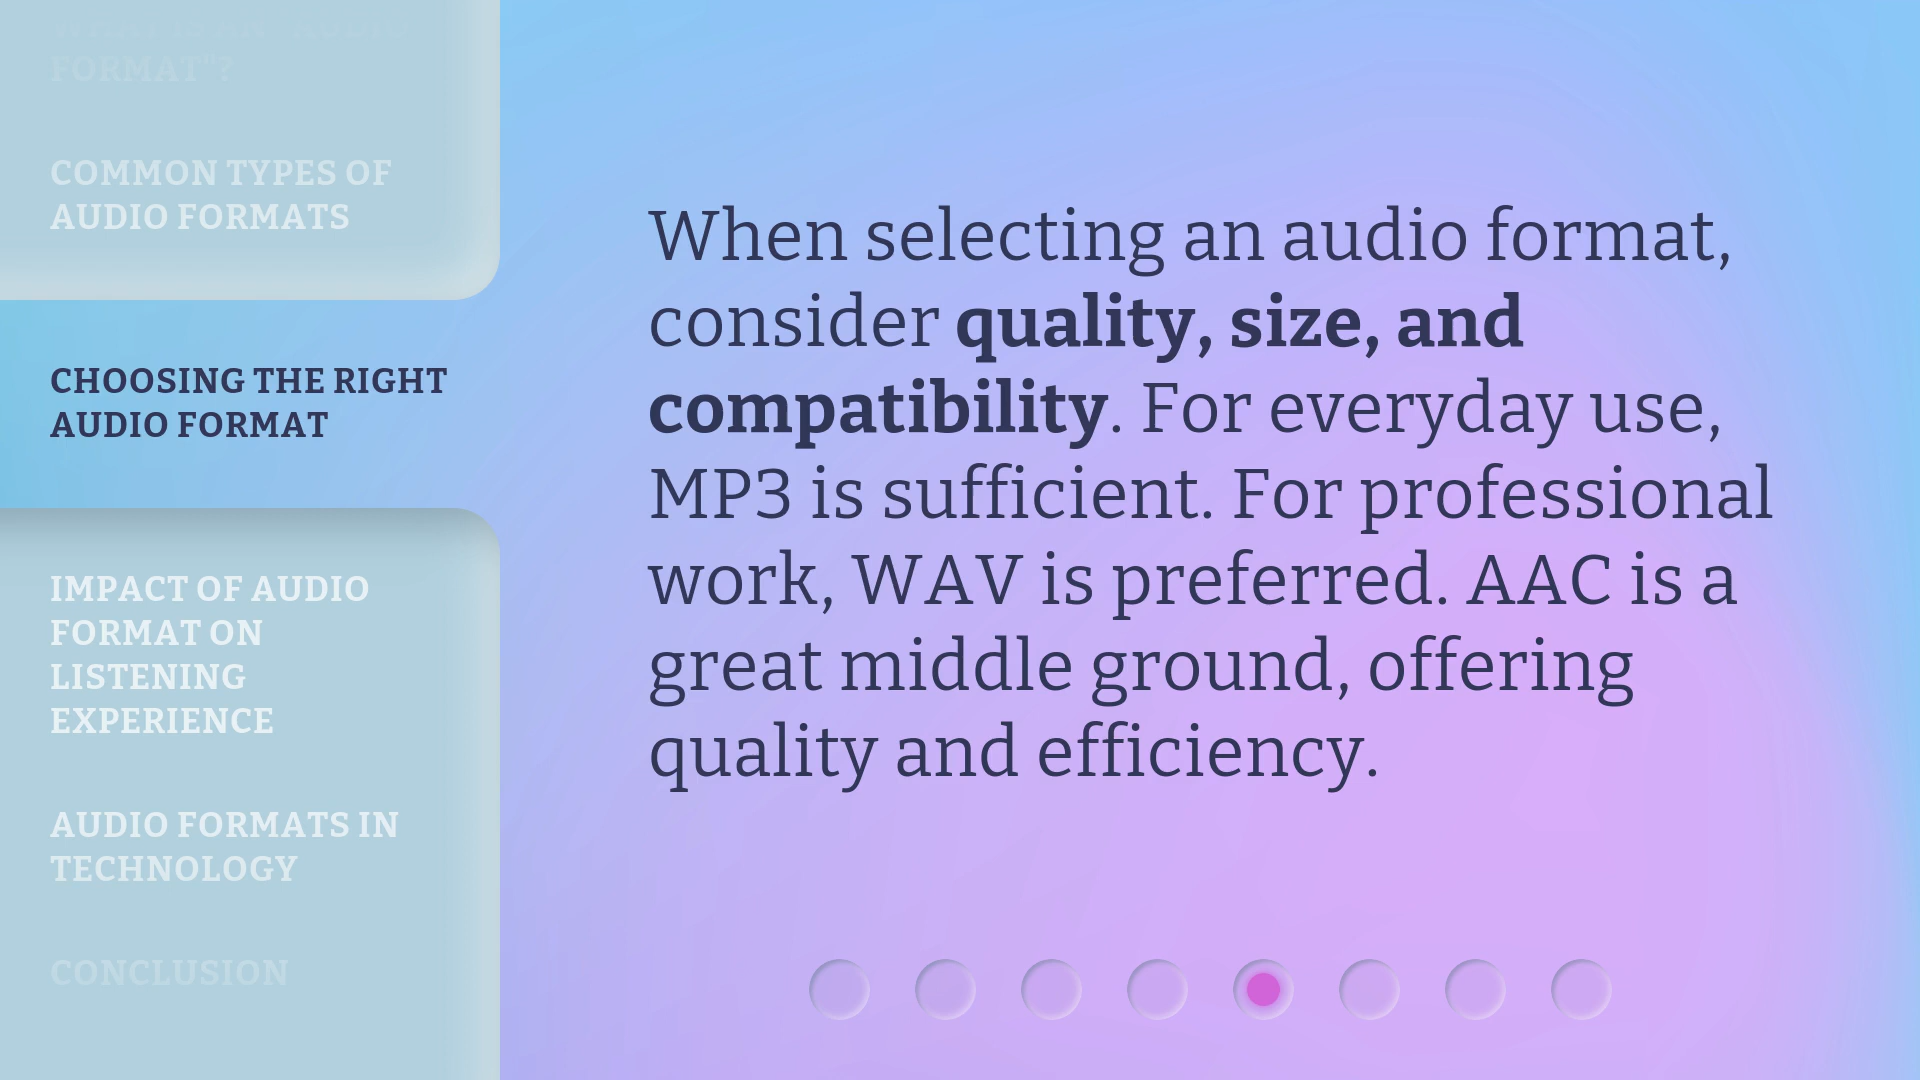 FORMAT"?
COMMON TYPES OF
AUDIO FORMATS
CHOOSING THE RIGHT
AUDIO FORMAT
IMPACT OF AUDIO
FORMAT ON
LISTENING
EXPERIENCE
AUDIO FORMATS IN
TECHNOLOGY
CONCLUSION
When selecting an audio format,
consider quality, size, and
compatibility. For everyday use,
MP3 is sufficient. For professional
work, WAV is preferred. AAC is a
great middle ground, offering
quality and efficiency.